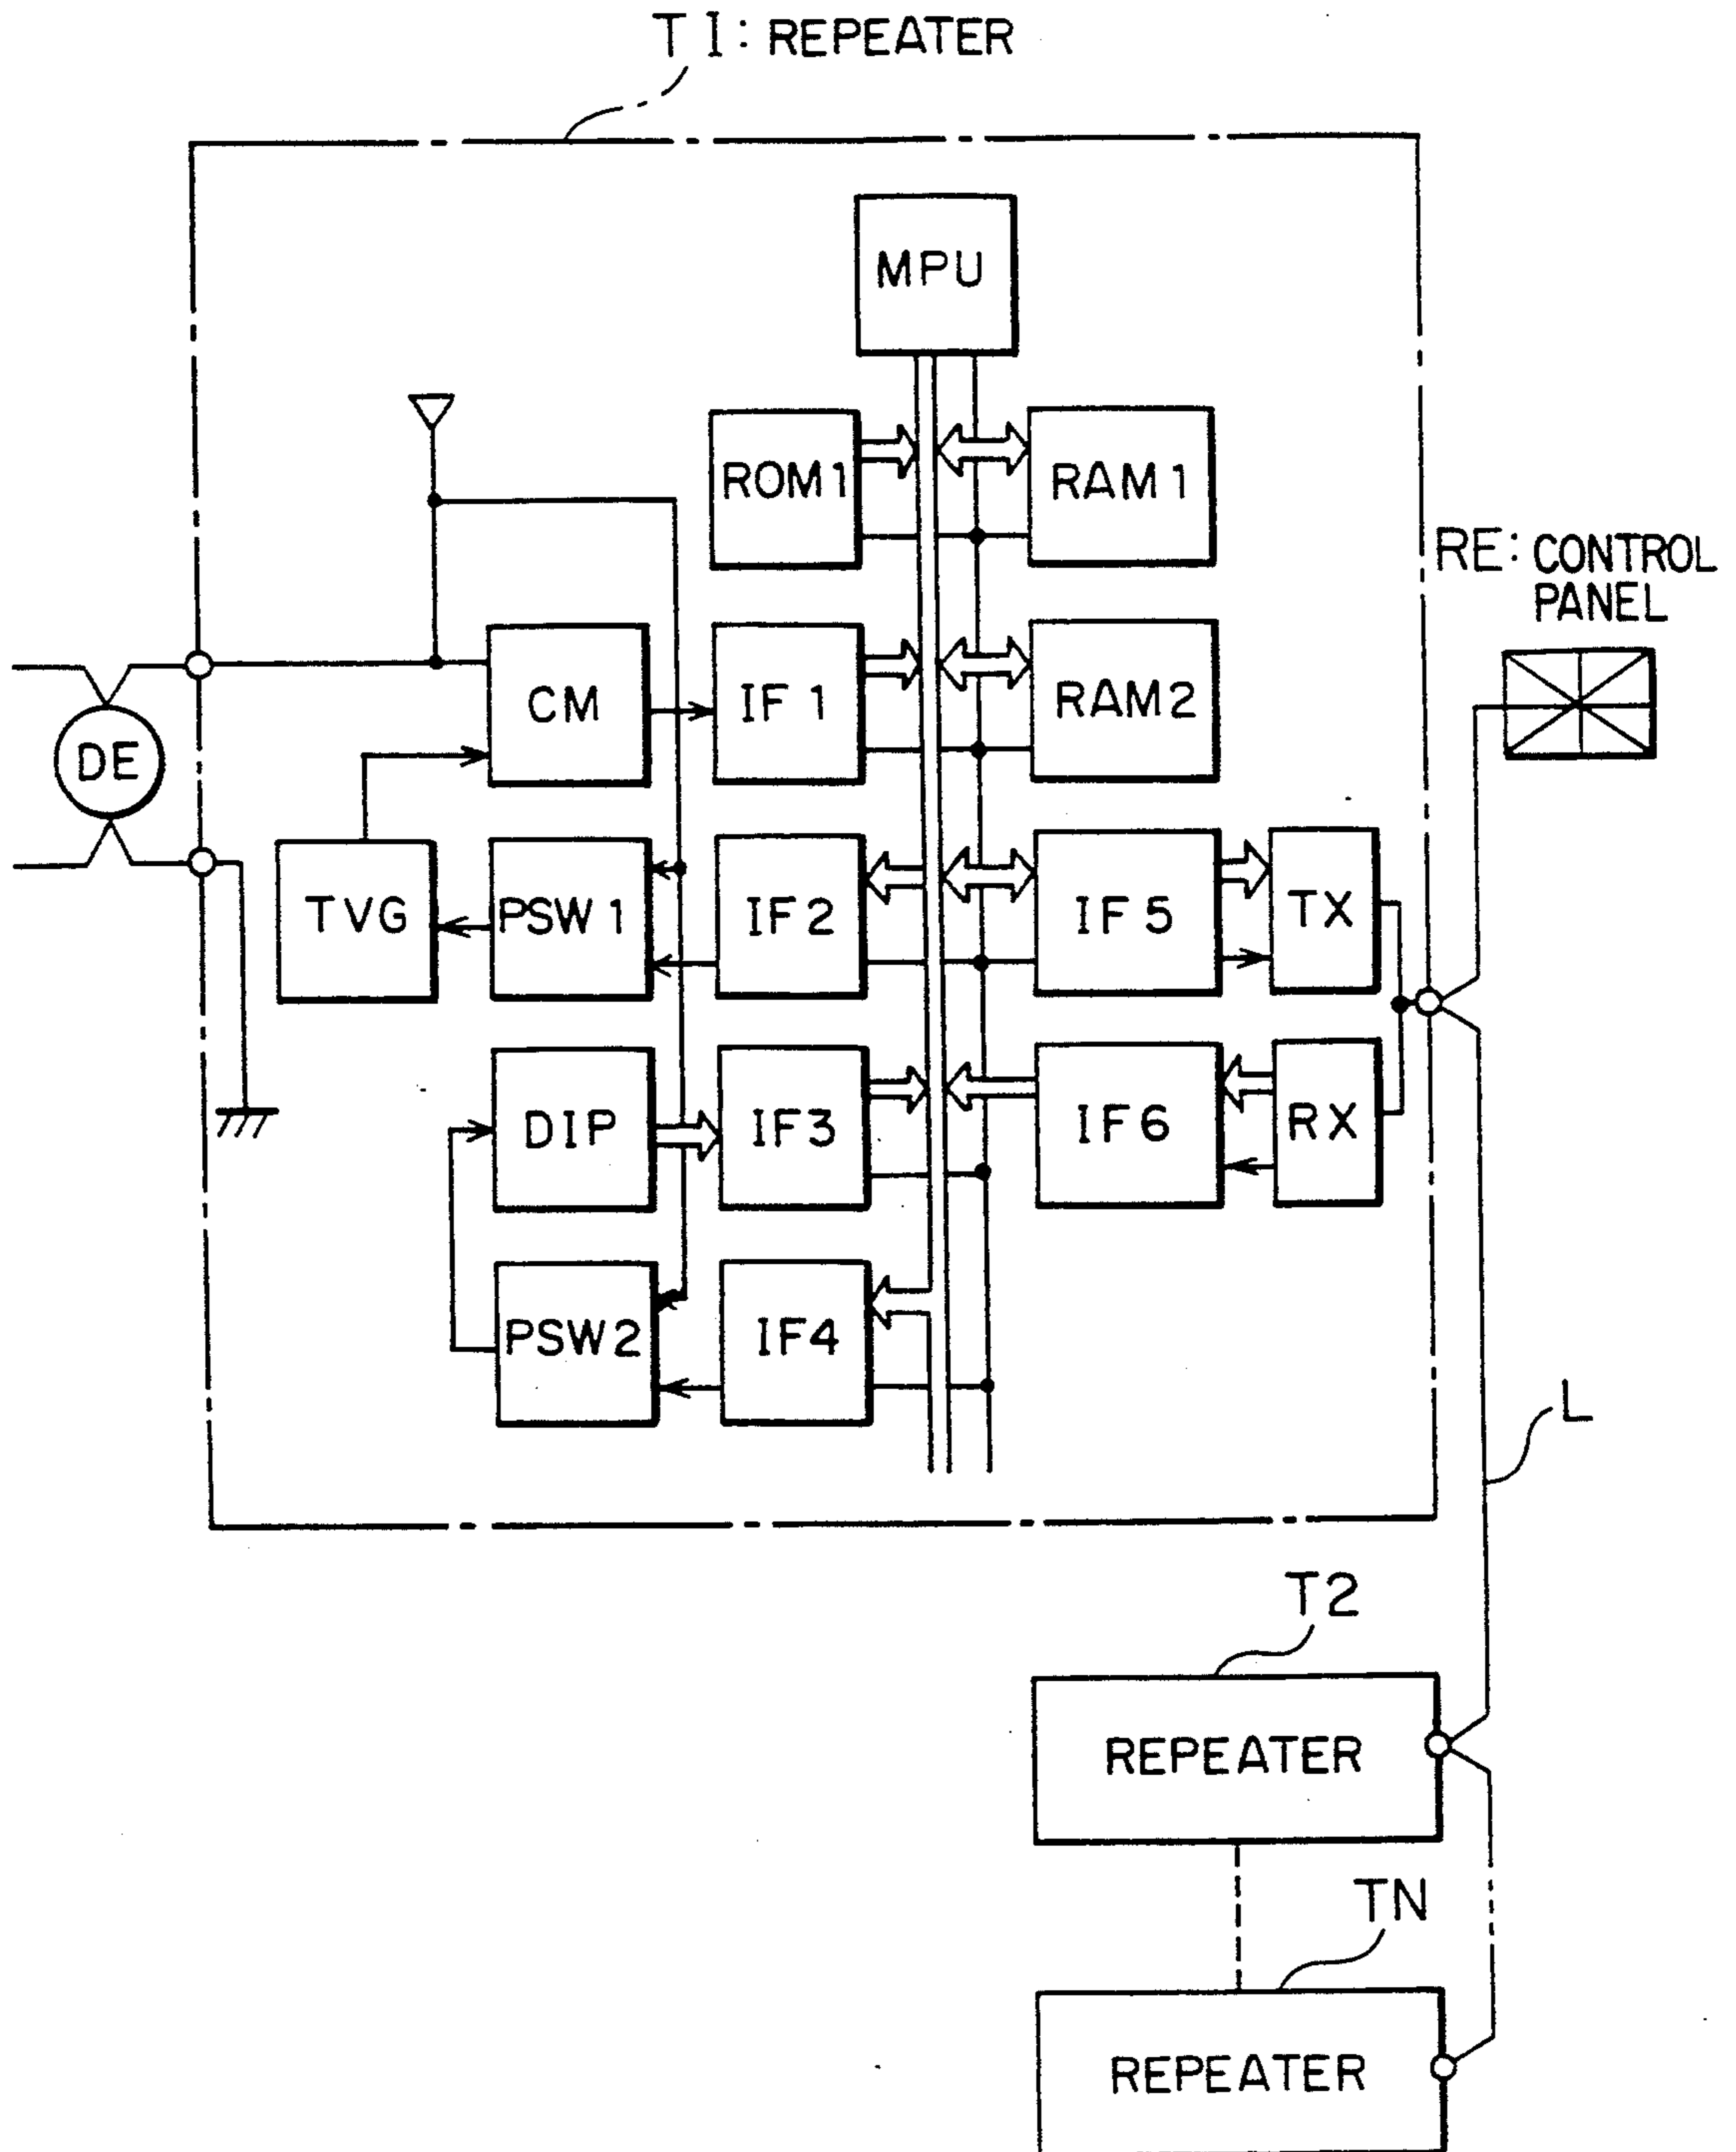 T1: REPEATER
MPU
ROM1
RAM1
RE: CONTROL
PANEL
CM
IF1
RAM2
DE
TVG
PSW1
IF2
IF5
TX
DIP
IF3
IF6
RX
PSW2
IF4
L
T2
REPEATER
TN
REPEATER